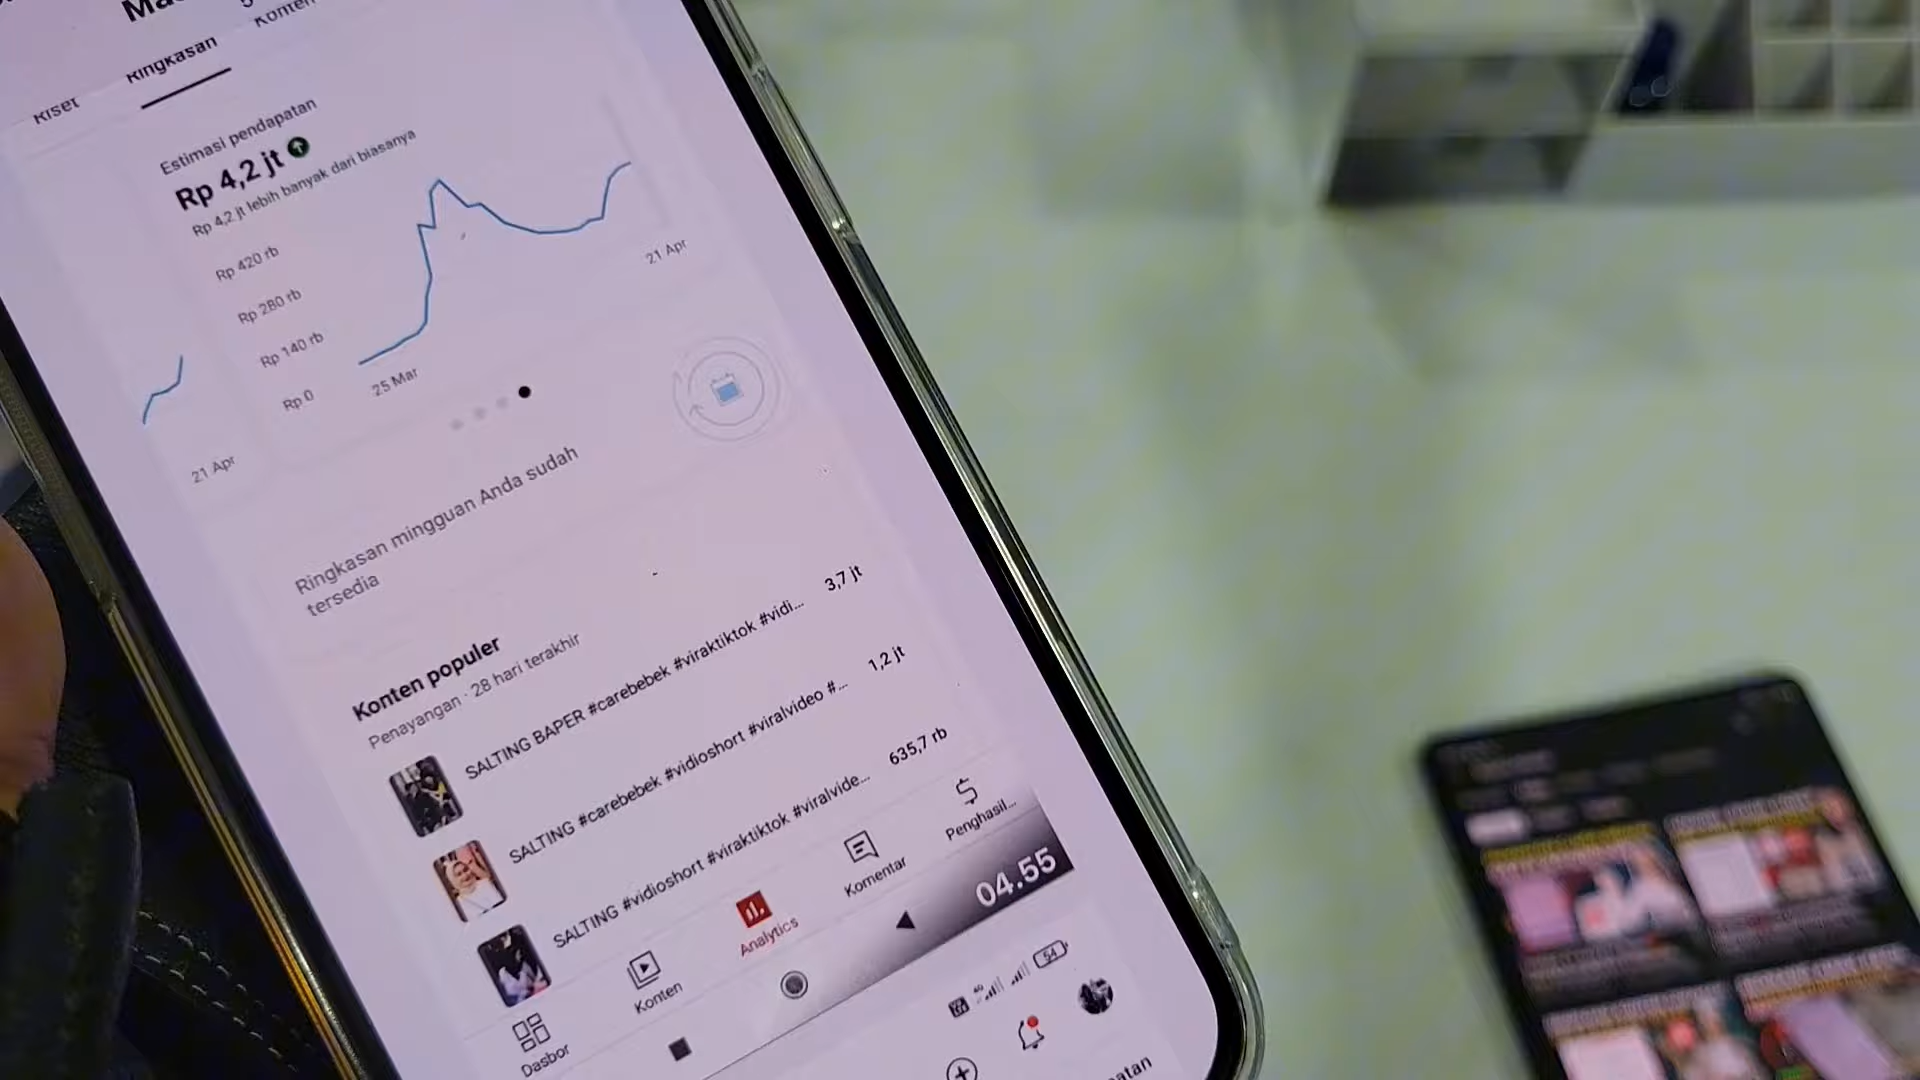 Ringkasan
Konten
Estimasi pendapatan
Rp 4,2 jt
Rp 4,2 jt lebih banyak dari biasanya
Rp 420 rb
Rp 280 rb
Rp 140 rb
Rp 0
25 Mar
21 Apr
21 Apr
Ringkasan mingguan Anda sudah
tersedia
Konten populer
Penayangan · 28 hari terakhir
SALTING BAPER #carebebek #viraktiktok #vidi... 3,7 jt
SALTING #carebebek #vidioshort #viralvideo #... 1,2 jt
SALTING #vidioshort #viraktiktok #viralvide... 635,7 rb
Dasbor
Konten
Analytics
Komentar
Penghasil...
04.55
54